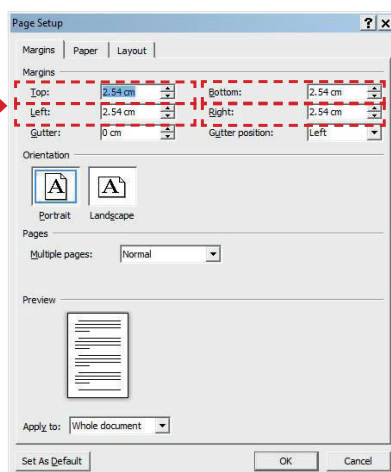 Page Setup ? x
Margins Paper Layout
Margins
Top: 2.54 cm Bottom: 2.54 cm
Left: 2.54 cm Right: 2.54 cm
Gutter: 0 cm Gutter position: Left
Orientation
A A
Portrait Landscape
Pages
Multiple pages: Normal
Preview
Apply to: Whole document
Set As Default OK Cancel